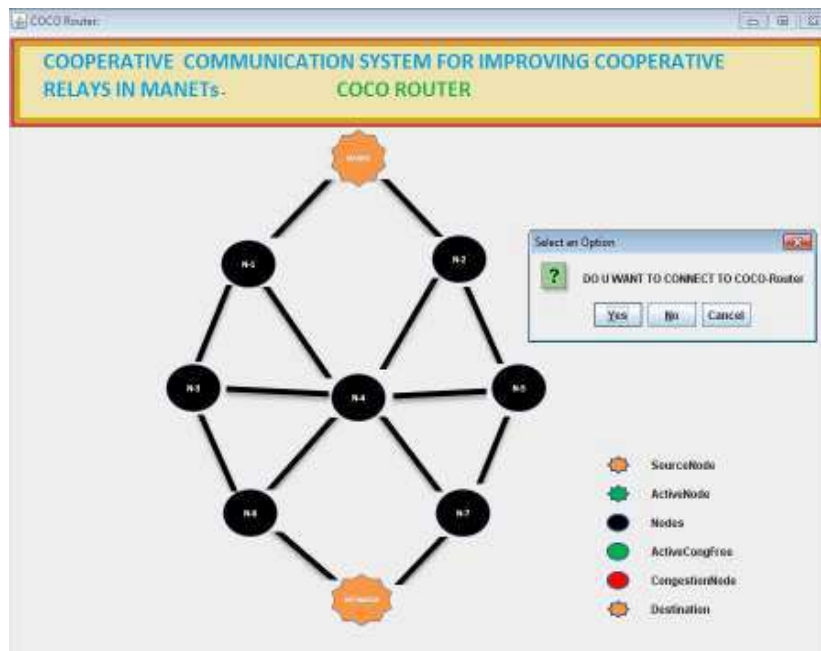 COCO Router:
COOPERATIVE COMMUNICATION SYSTEM FOR IMPROVING COOPERATIVE
RELAYS IN MANETs- COCO ROUTER
N-1
N-2
Select an Option
? DO U WANT TO CONNECT TO COCO-Router
Yes No Cancel
N-3
N-4
N-5
N-6
N-7
SourceNode
ActiveNode
Nodes
ActiveCongFree
CongestionNode
Destination